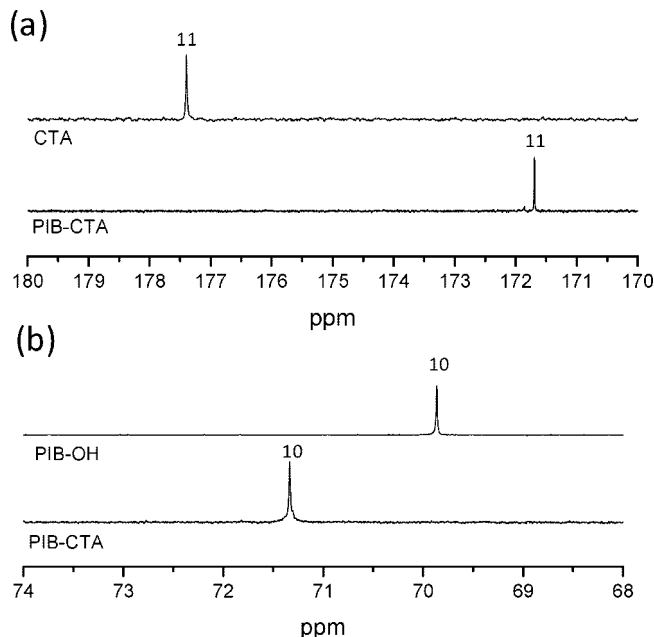 (a)
11
CTA
11
PIB-CTA
180 179 178 177 176 175 174 173 172 171 170
ppm
(b)
10
PIB-OH
10
PIB-CTA
74 73 72 71 70 69 68
ppm